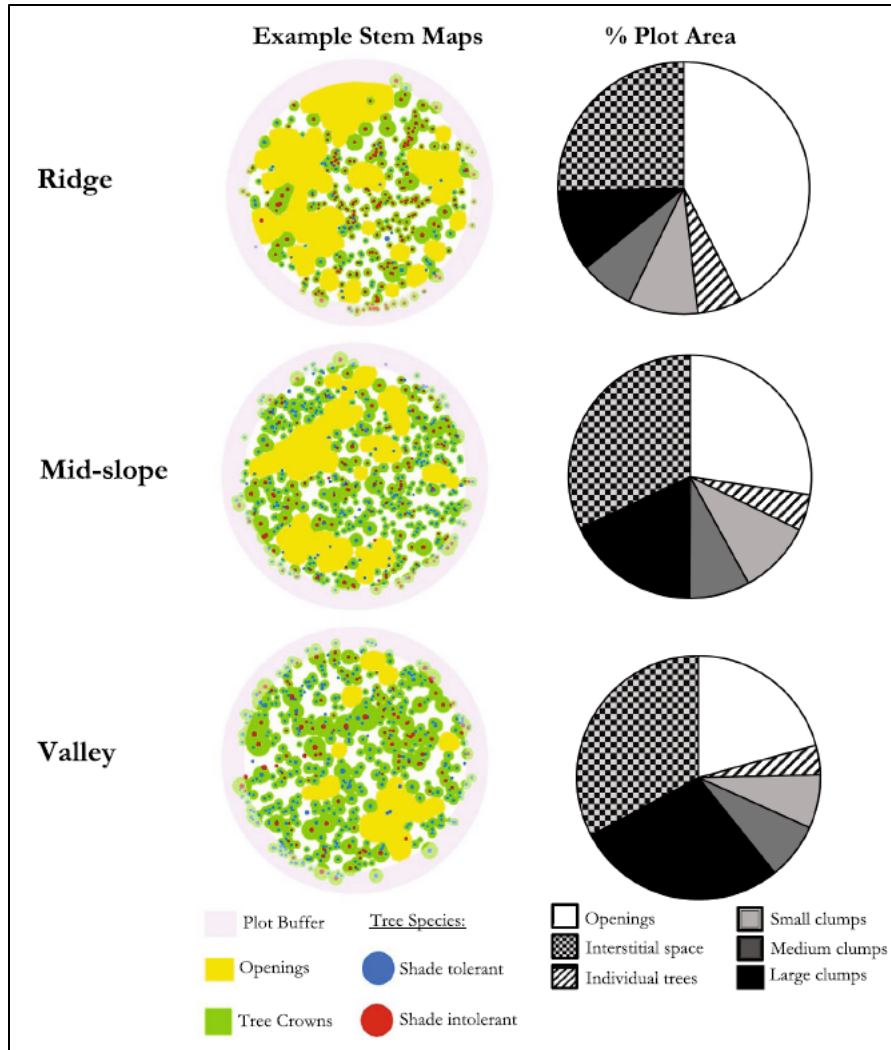 Example Stem Maps
% Plot Area
Ridge
Mid-slope
Valley
Plot Buffer
Openings
Tree Crowns
Tree Species:
Shade tolerant
Shade intolerant
Openings
Interstitial space
Individual trees
Small clumps
Medium clumps
Large clumps